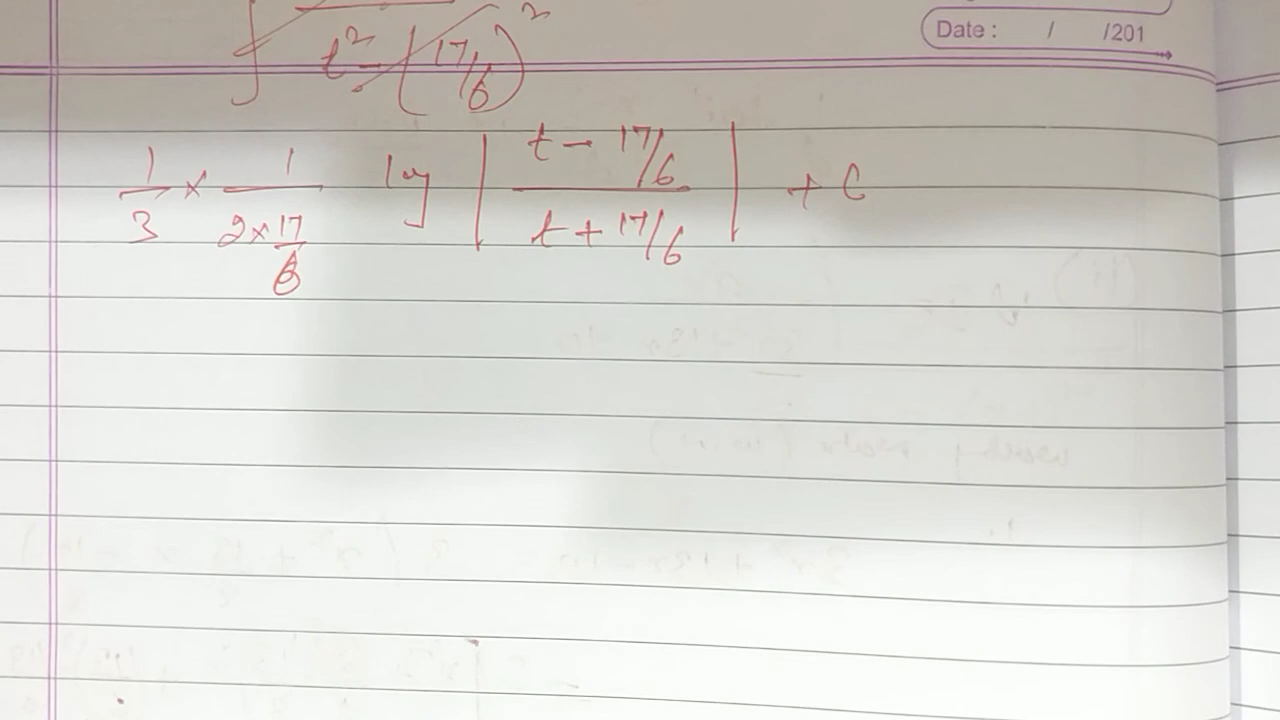 Date : / /201
∫ t² - (17/6)²
1/3 × 1/(2 × 17/6) log | (t - 17/6)/(t + 17/6) | + C